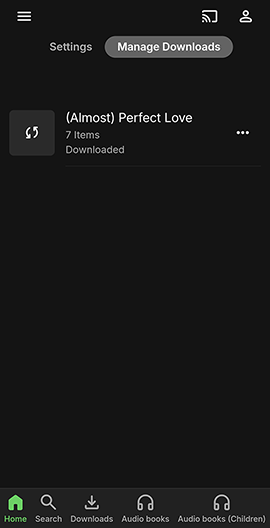 Settings
Manage Downloads
(Almost) Perfect Love
7 Items
Downloaded
Home
Search
Downloads
Audio books
Audio books (Children)